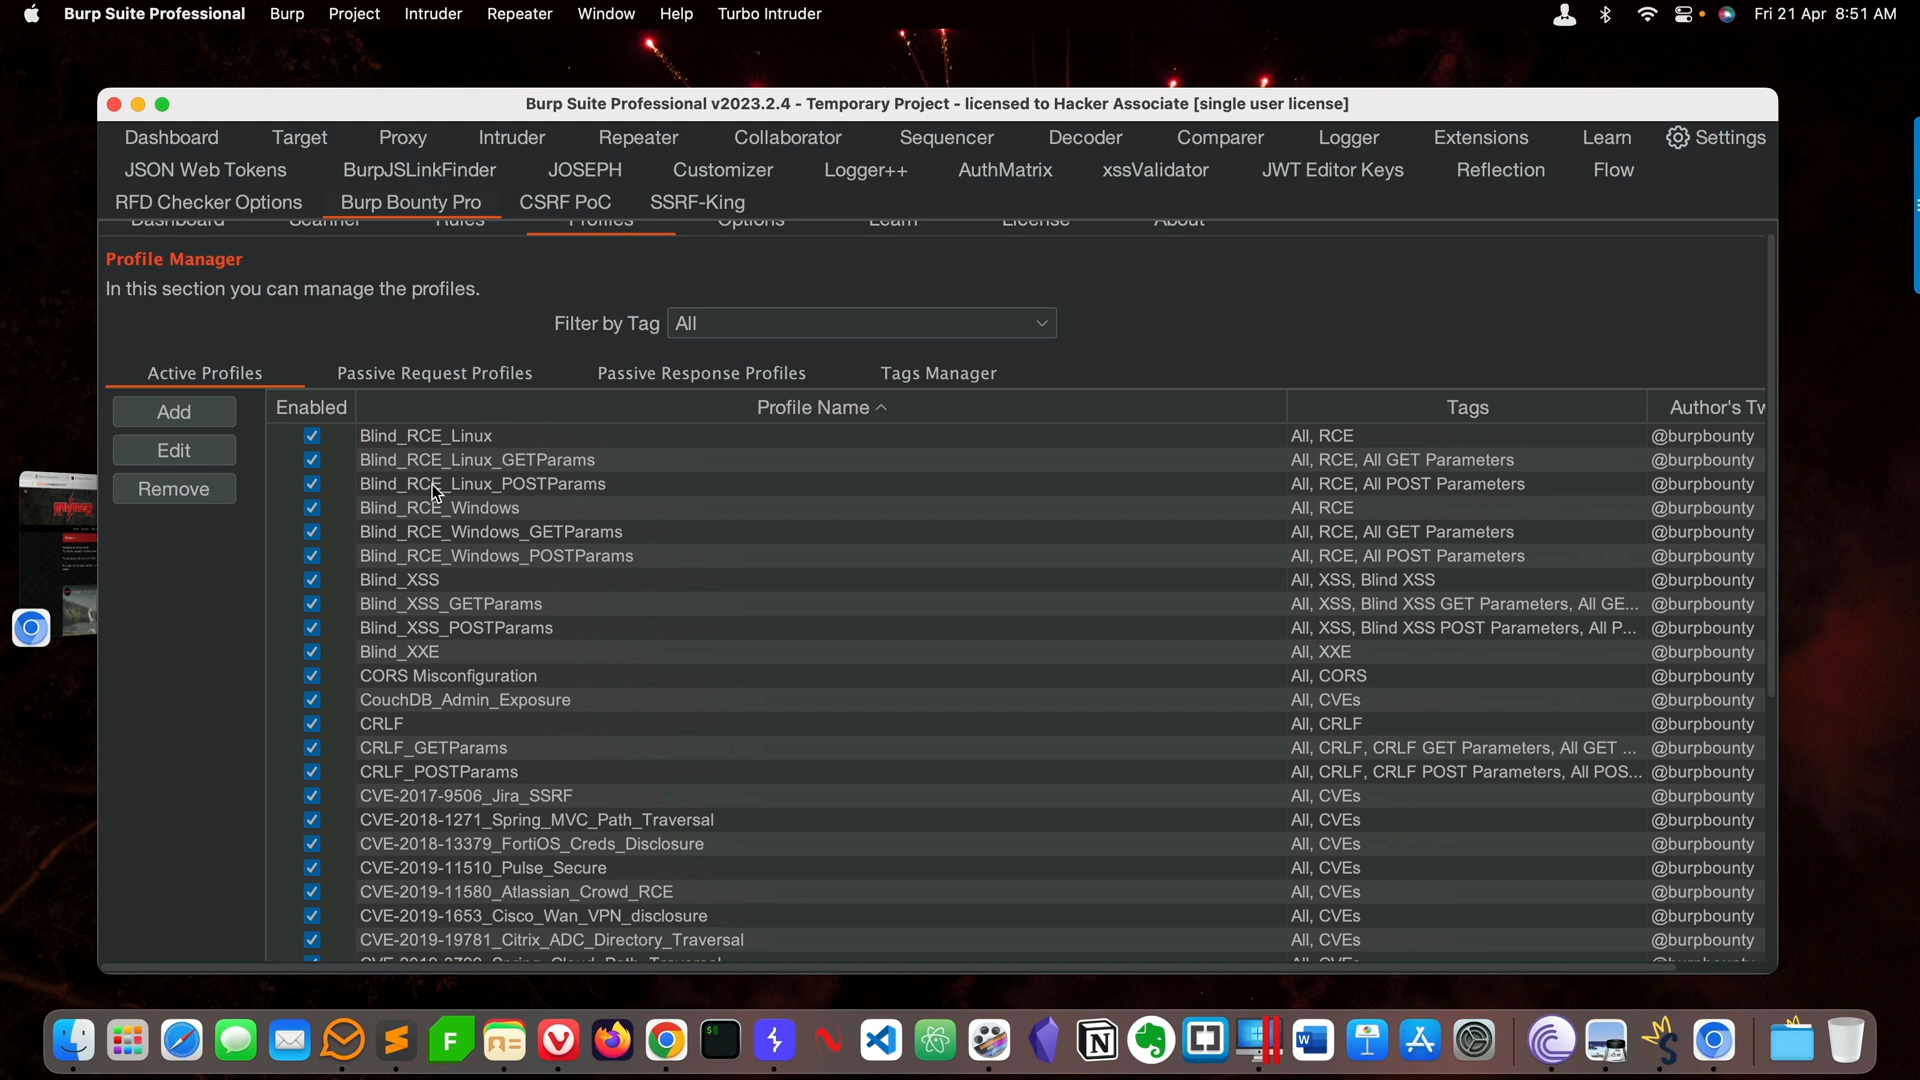 Burp Suite Professional Burp Project Intruder Repeater Window Help Turbo Intruder Fri 21 Apr 8:51 AM
Burp Suite Professional v2023.2.4 - Temporary Project - licensed to Hacker Associate [single user license]
Dashboard Target Proxy Intruder Repeater Collaborator Sequencer Decoder Comparer Logger Extensions Learn Settings
JSON Web Tokens BurpJSLinkFinder JOSEPH Customizer Logger++ AuthMatrix xssValidator JWT Editor Keys Reflection Flow
RFD Checker Options Burp Bounty Pro CSRF PoC SSRF-King
Dashboard Scanner Rules Profiles Options Learn License About
Profile Manager
In this section you can manage the profiles.
Filter by Tag All
Active Profiles Passive Request Profiles Passive Response Profiles Tags Manager
Add
Edit
Remove
Enabled Profile Name Tags Author's Tw
Blind_RCE_Linux All, RCE @burpbounty
Blind_RCE_Linux_GETParams All, RCE, All GET Parameters @burpbounty
Blind_RCE_Linux_POSTParams All, RCE, All POST Parameters @burpbounty
Blind_RCE_Windows All, RCE @burpbounty
Blind_RCE_Windows_GETParams All, RCE, All GET Parameters @burpbounty
Blind_RCE_Windows_POSTParams All, RCE, All POST Parameters @burpbounty
Blind_XSS All, XSS, Blind XSS @burpbounty
Blind_XSS_GETParams All, XSS, Blind XSS GET Parameters, All GE... @burpbounty
Blind_XSS_POSTParams All, XSS, Blind XSS POST Parameters, All P... @burpbounty
Blind_XXE All, XXE @burpbounty
CORS Misconfiguration All, CORS @burpbounty
CouchDB_Admin_Exposure All, CVEs @burpbounty
CRLF All, CRLF @burpbounty
CRLF_GETParams All, CRLF, CRLF GET Parameters, All GET ... @burpbounty
CRLF_POSTParams All, CRLF, CRLF POST Parameters, All POS... @burpbounty
CVE-2017-9506_Jira_SSRF All, CVEs @burpbounty
CVE-2018-1271_Spring_MVC_Path_Traversal All, CVEs @burpbounty
CVE-2018-13379_FortiOS_Creds_Disclosure All, CVEs @burpbounty
CVE-2019-11510_Pulse_Secure All, CVEs @burpbounty
CVE-2019-11580_Atlassian_Crowd_RCE All, CVEs @burpbounty
CVE-2019-1653_Cisco_Wan_VPN_disclosure All, CVEs @burpbounty
CVE-2019-19781_Citrix_ADC_Directory_Traversal All, CVEs @burpbounty